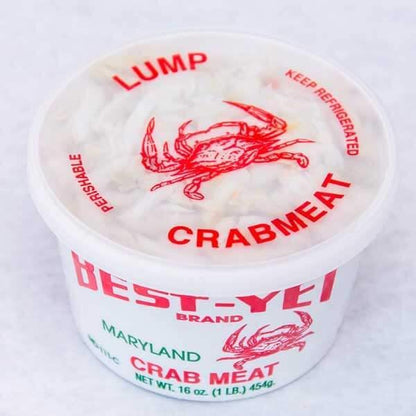 LUMP
KEEP REFRIGERATED
PERISHABLE
CRABMEAT
BEST-YET
BRAND
MARYLAND
CRAB MEAT
NET WT. 16 oz. (1 LB.) 454g.